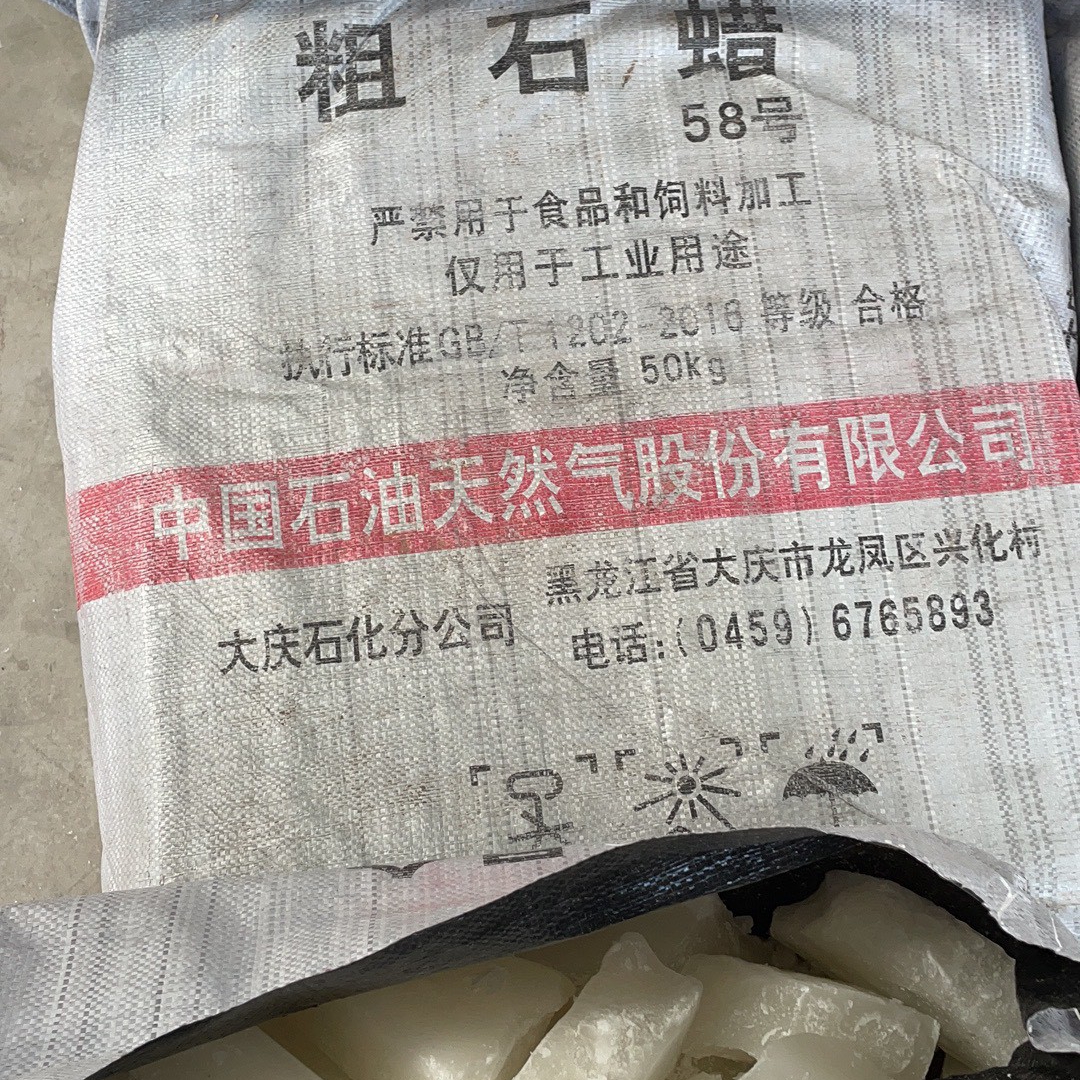 粗石蜡
58号
严禁用于食品和饲料加工
仅用于工业用途
执行标准GB/T 1202-2016 等级 合格
净含量 50Kg
中国石油天然气股份有限公司
大庆石化分公司
黑龙江省大庆市龙凤区兴化村
电话:(0459) 6765893